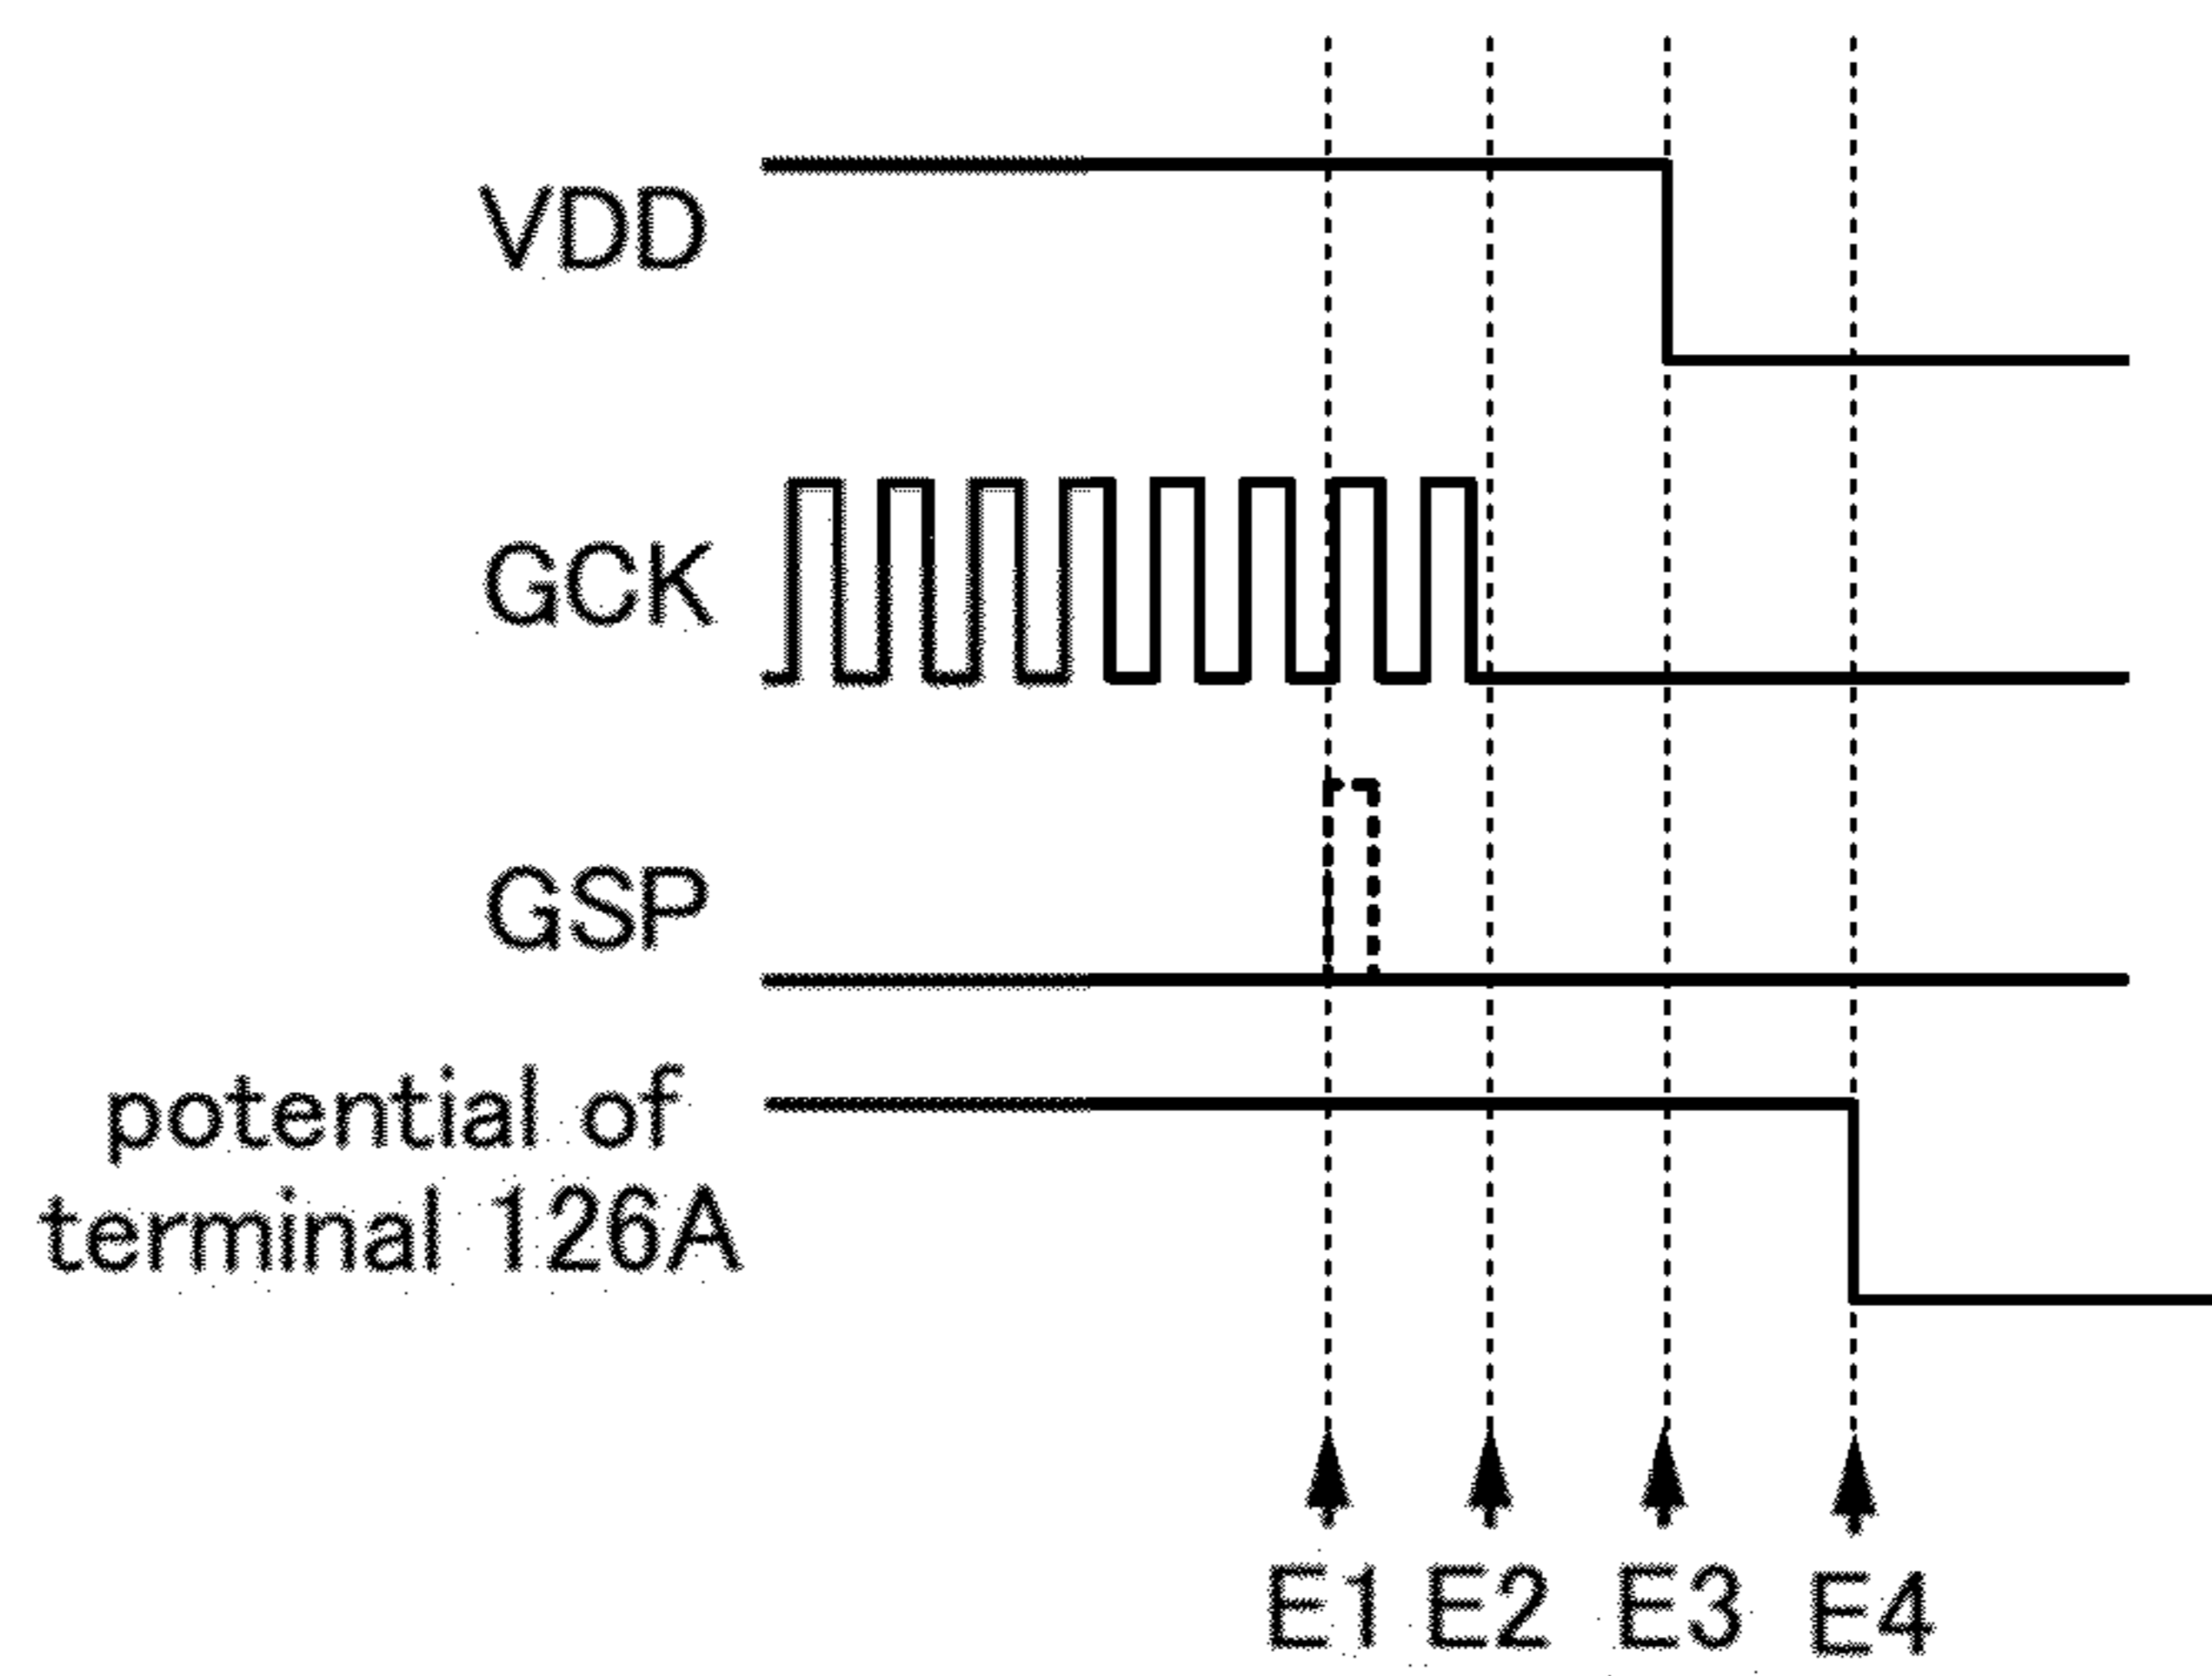 VDD
GCK
GSP
potential of
terminal 126A
E1 E2 E3 E4